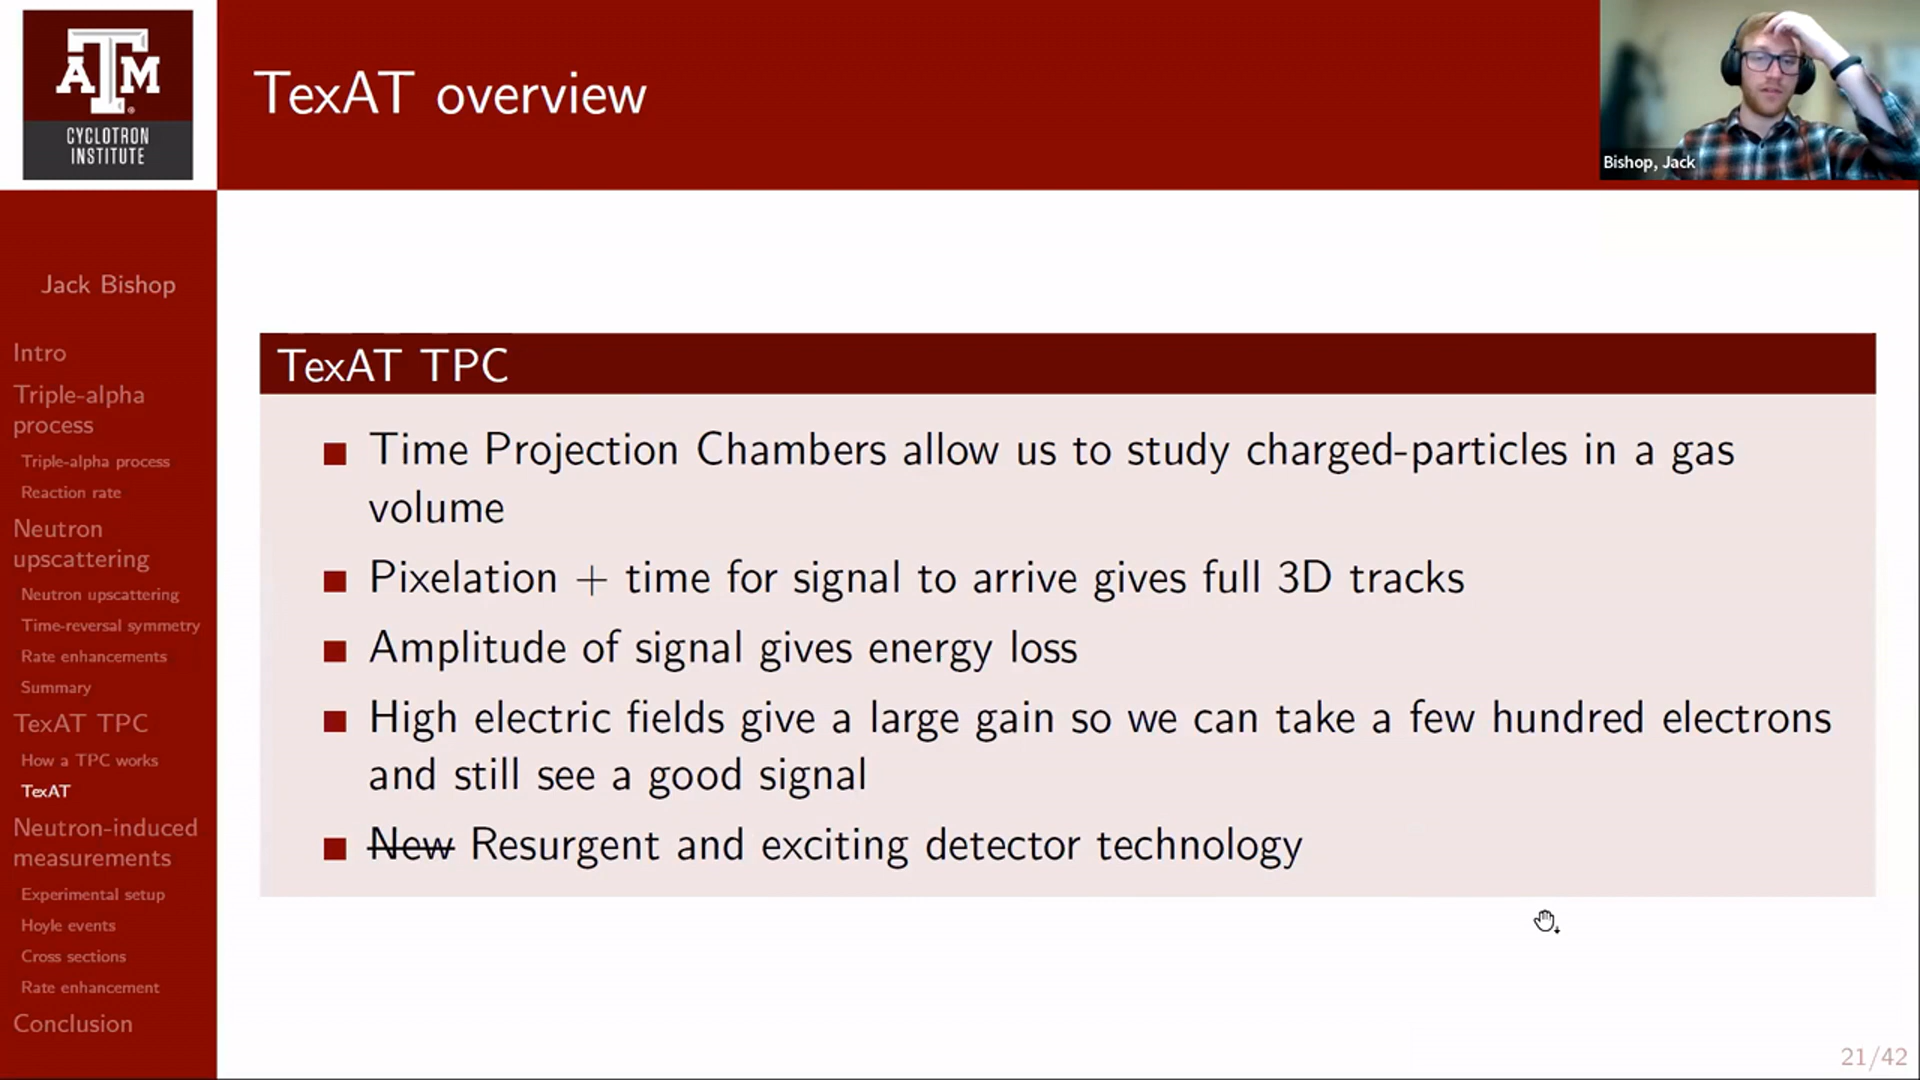 ATM
CYCLOTRON
INSTITUTE
TexAT overview
Bishop, Jack
Jack Bishop
Intro
Triple-alpha
process
Triple-alpha process
Reaction rate
Neutron
upscattering
Neutron upscattering
Time-reversal symmetry
Rate enhancements
Summary
TexAT TPC
How a TPC works
TexAT
Neutron-induced
measurements
Experimental setup
Hoyle events
Cross sections
Rate enhancement
Conclusion
TexAT TPC
Time Projection Chambers allow us to study charged-particles in a gas
volume
Pixelation + time for signal to arrive gives full 3D tracks
Amplitude of signal gives energy loss
High electric fields give a large gain so we can take a few hundred electrons
and still see a good signal
New Resurgent and exciting detector technology
21/42